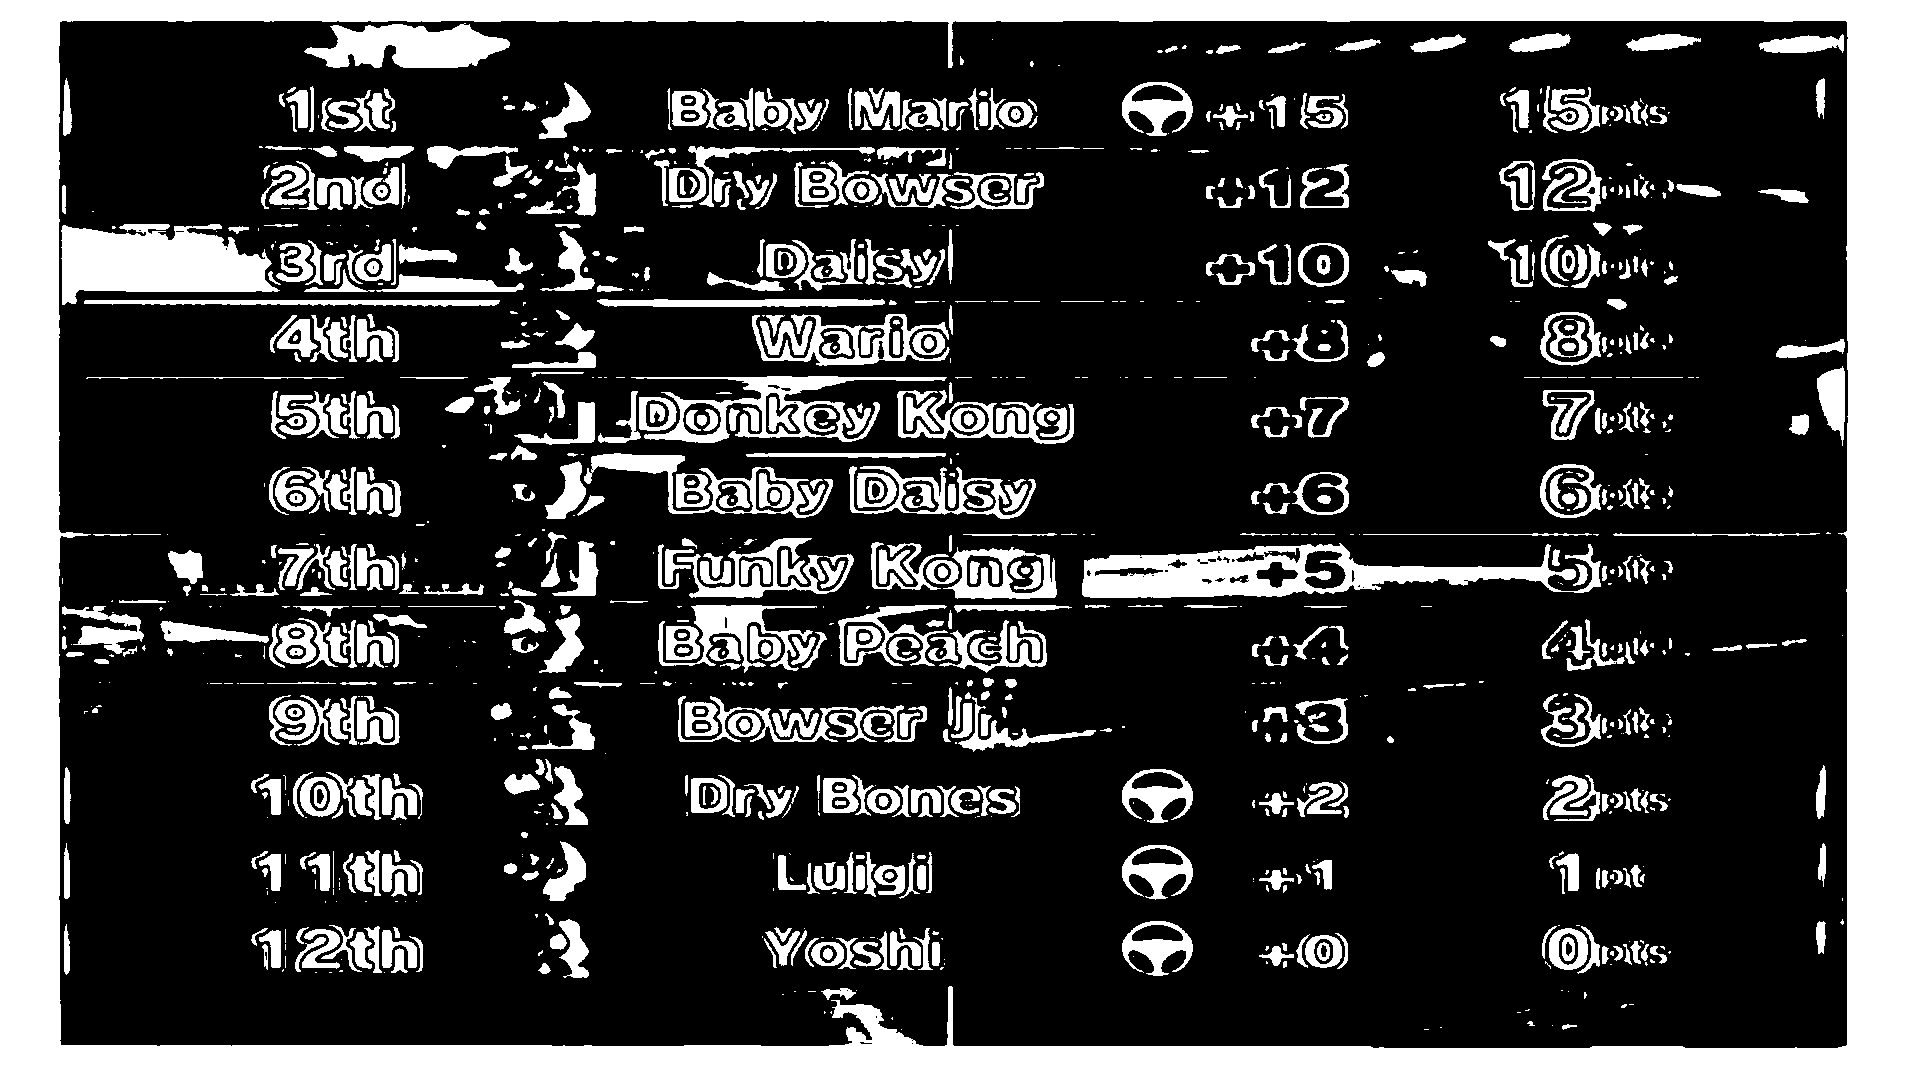 1st Baby Mario +15 15pts
2nd Dry Bowser +12 12pts
3rd Daisy +10 10pts
4th Wario +8 8pts
5th Donkey Kong +7 7pts
6th Baby Daisy +6 6pts
7th Funky Kong +5 5pts
8th Baby Peach +4 4pts
9th Bowser Jr. +3 3pts
10th Dry Bones +2 2pts
11th Luigi +1 1pt
12th Yoshi +0 0pts